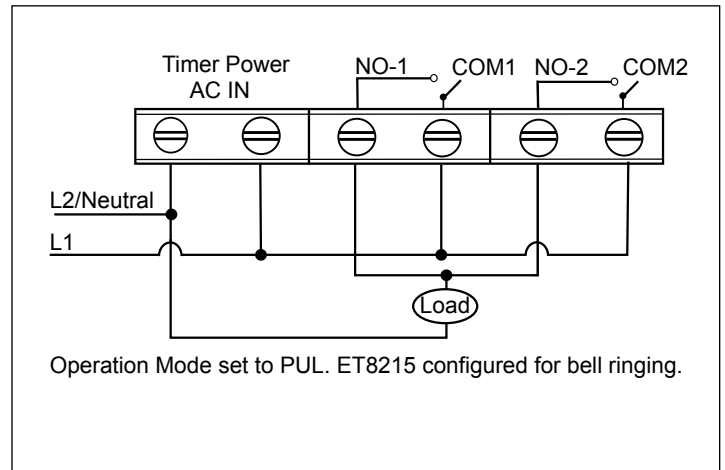 Timer Power
AC IN
NO-1
COM1
NO-2
COM2
L2/Neutral
L1
Load
Operation Mode set to PUL. ET8215 configured for bell ringing.